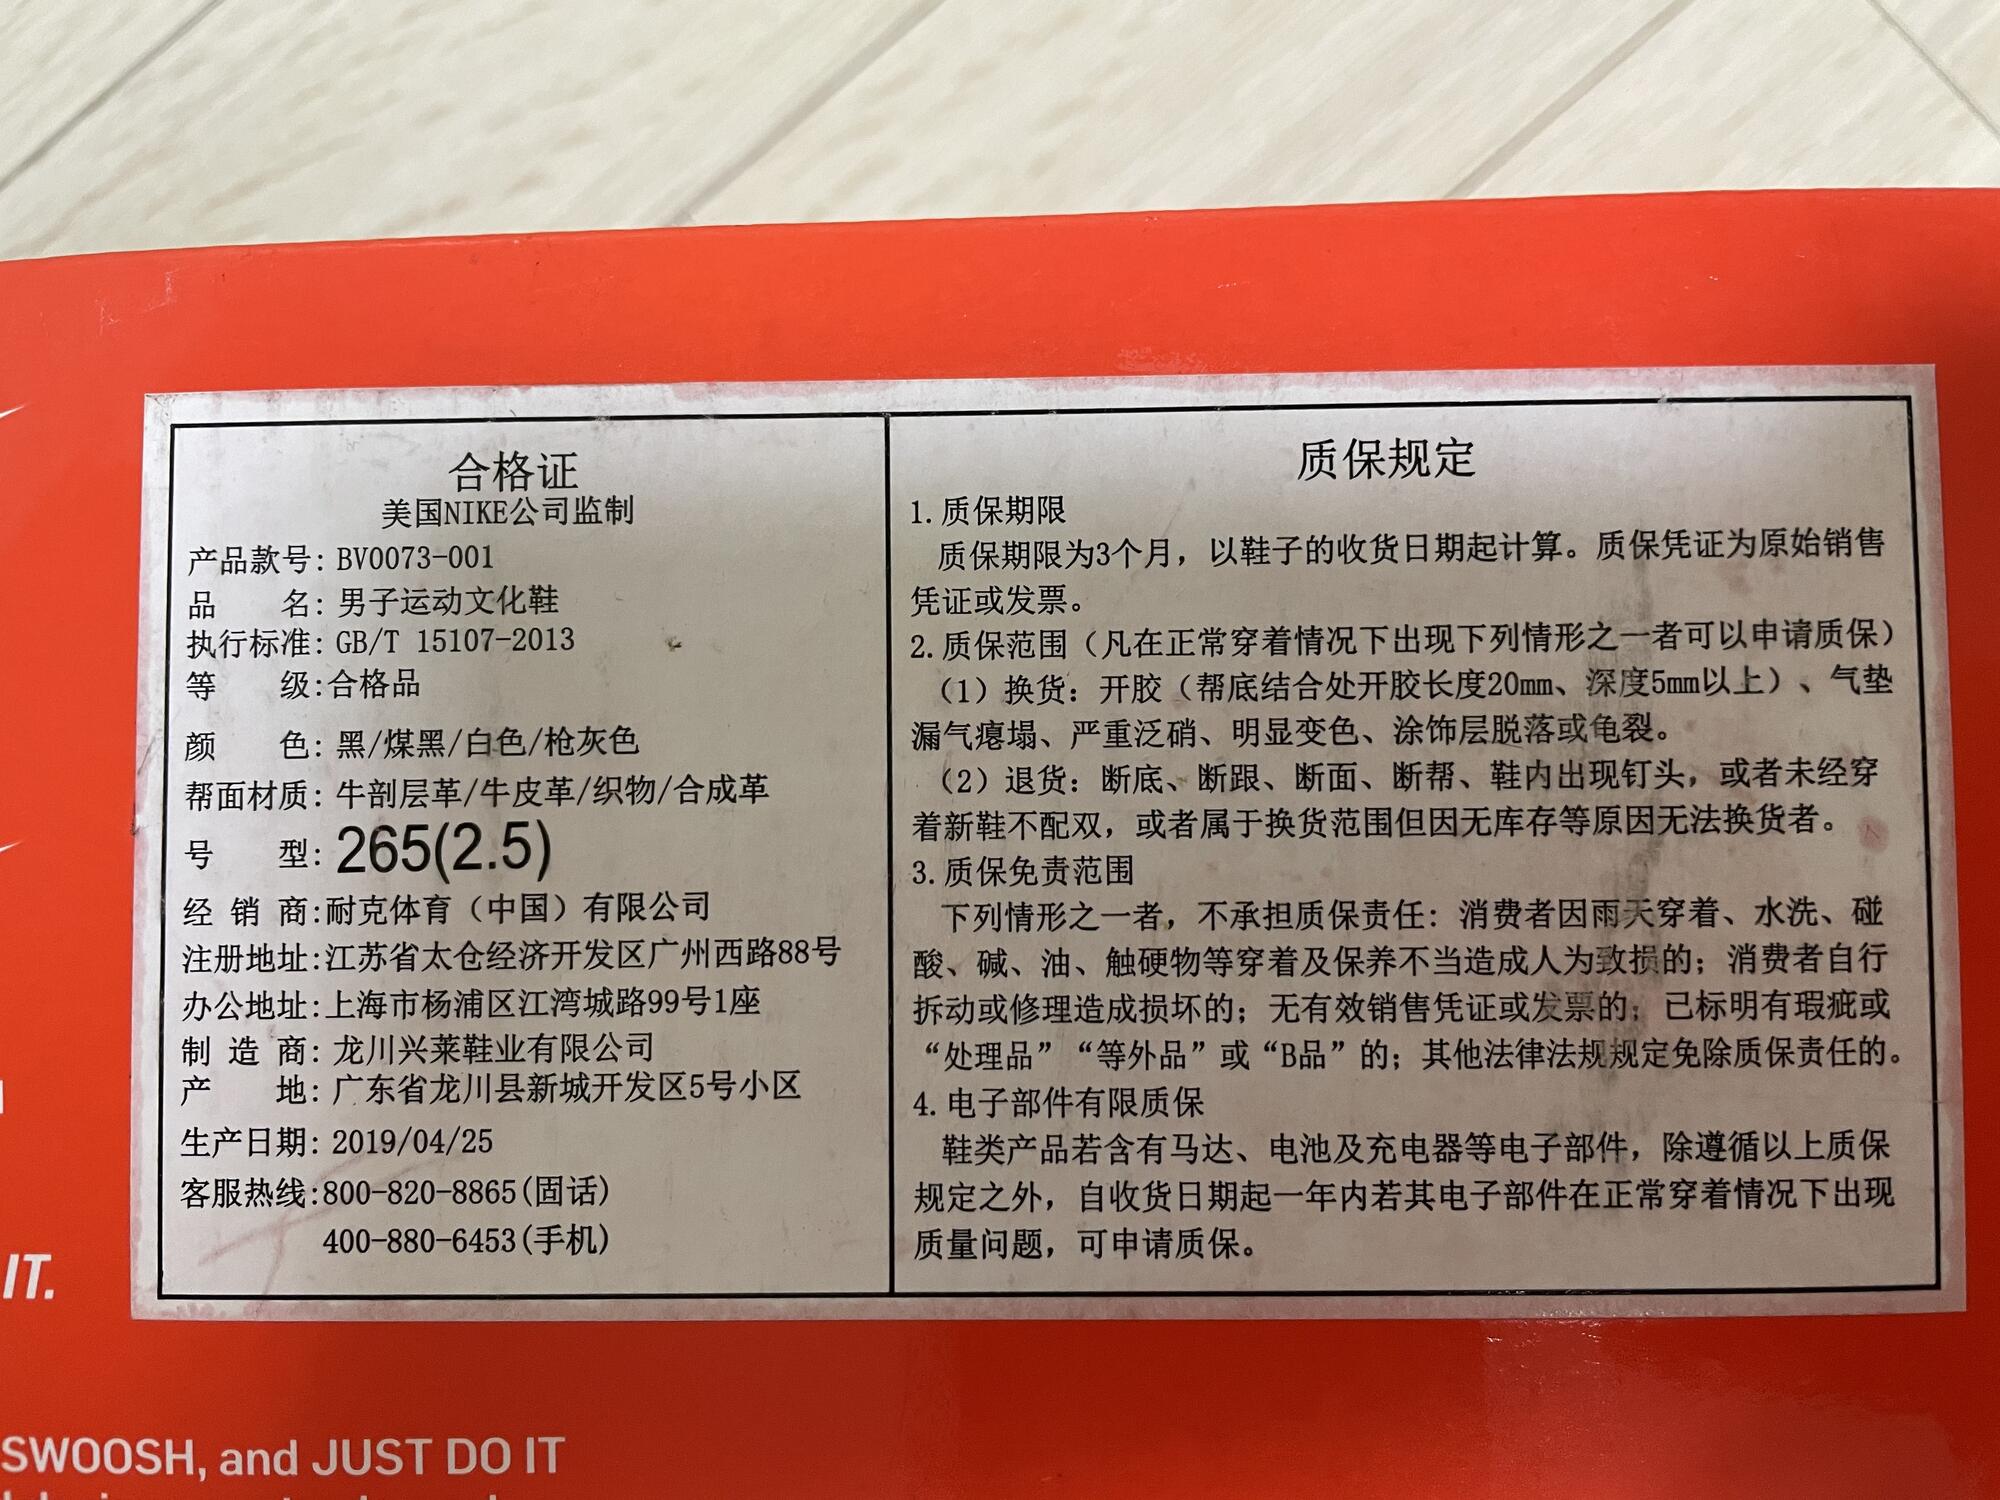 合格证
美国NIKE公司监制
产品款号: BV0073-001
品 名: 男子运动文化鞋
执行标准: GB/T 15107-2013
等 级:合格品
颜 色: 黑/煤黑/白色/枪灰色
帮面材质: 牛剖层革/牛皮革/织物/合成革
号 型: 265(2.5)
经 销 商:耐克体育（中国）有限公司
注册地址:江苏省太仓经济开发区广州西路88号
办公地址:上海市杨浦区江湾城路99号1座
制 造 商: 龙川兴莱鞋业有限公司
产 地: 广东省龙川县新城开发区5号小区
生产日期: 2019/04/25
客服热线:800-820-8865(固话)
400-880-6453(手机)
质保规定
1.质保期限
质保期限为3个月，以鞋子的收货日期起计算。质保凭证为原始销售
凭证或发票。
2.质保范围（凡在正常穿着情况下出现下列情形之一者可以申请质保）
（1）换货: 开胶（帮底结合处开胶长度20mm、深度5mm以上）、气垫
漏气瘪塌、严重泛硝、明显变色、涂饰层脱落或龟裂。
（2）退货: 断底、断跟、断面、断帮、鞋内出现钉头，或者未经穿
着新鞋不配双，或者属于换货范围但因无库存等原因无法换货者。
3.质保免责范围
下列情形之一者，不承担质保责任: 消费者因雨天穿着、水洗、碰
酸、碱、油、触硬物等穿着及保养不当造成人为致损的; 消费者自行
拆动或修理造成损坏的; 无有效销售凭证或发票的; 已标明有瑕疵或
“处理品”“等外品”或“B品”的; 其他法律法规规定免除质保责任的。
4.电子部件有限质保
鞋类产品若含有马达、电池及充电器等电子部件，除遵循以上质保
规定之外，自收货日期起一年内若其电子部件在正常穿着情况下出现
质量问题，可申请质保。
IT.
SWOOSH, and JUST DO IT